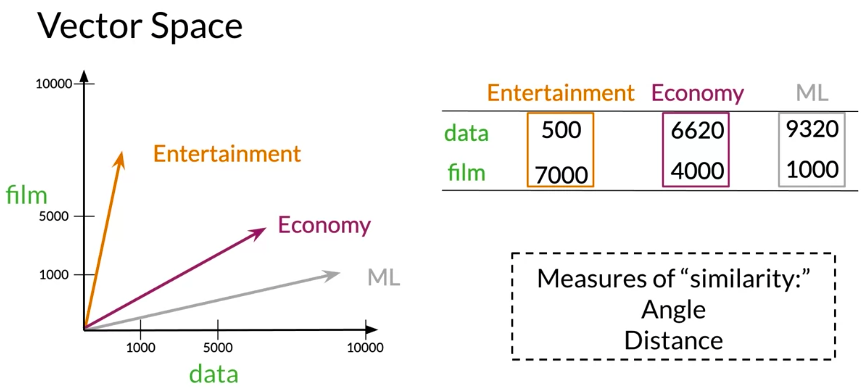 Vector Space
10000
Entertainment
film
5000
Economy
1000
ML
1000 5000 10000
data
Entertainment Economy ML
data 500 6620 9320
film 7000 4000 1000
Measures of “similarity:”
Angle
Distance